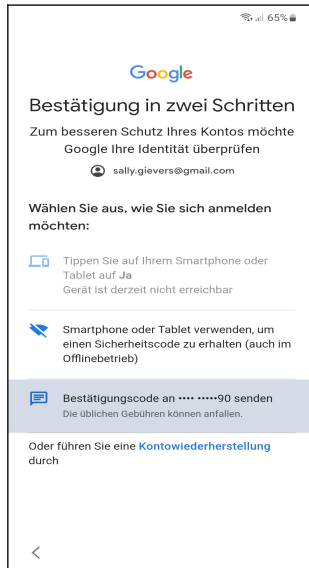 65%
Google
Bestätigung in zwei Schritten
Zum besseren Schutz Ihres Kontos möchte
Google Ihre Identität überprüfen
sally.gievers@gmail.com
Wählen Sie aus, wie Sie sich anmelden
möchten:
Tippen Sie auf Ihrem Smartphone oder
Tablet auf Ja
Gerät ist derzeit nicht erreichbar
Smartphone oder Tablet verwenden, um
einen Sicherheitscode zu erhalten (auch im
Offlinebetrieb)
Bestätigungscode an •••• •••••90 senden
Die üblichen Gebühren können anfallen.
Oder führen Sie eine Kontowiederherstellung
durch